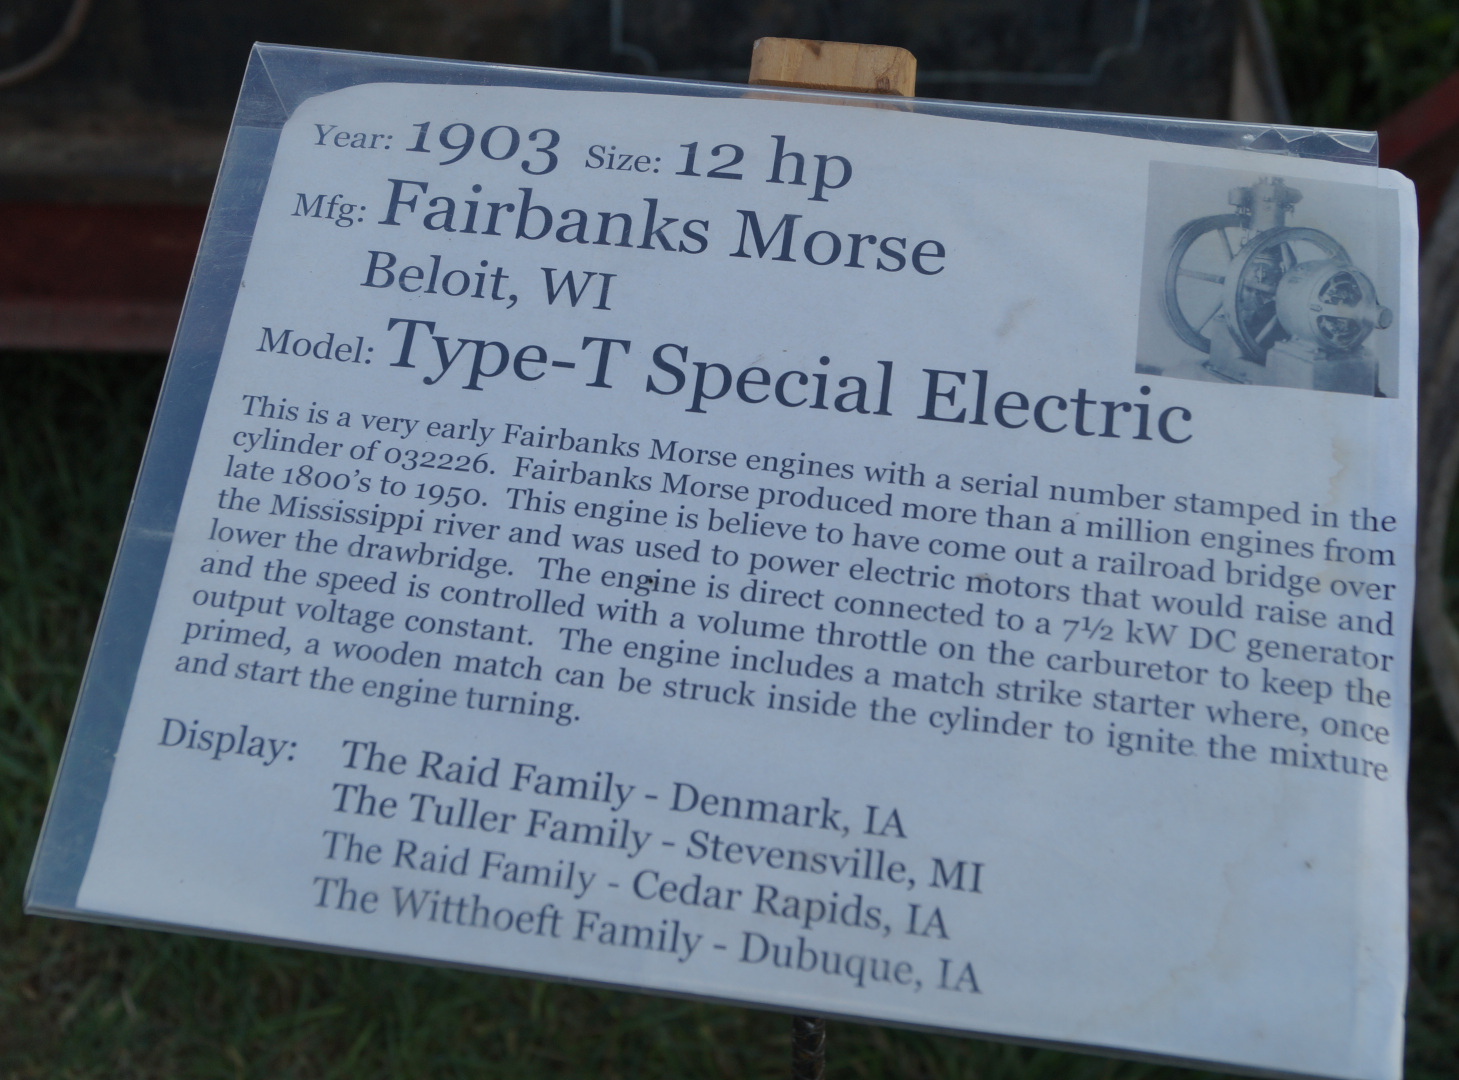 Year: 1903 Size: 12 hp
Mfg: Fairbanks Morse
Beloit, WI
Model: Type-T Special Electric
This is a very early Fairbanks Morse engines with a serial number stamped in the
cylinder of 032226. Fairbanks Morse produced more than a million engines from
late 1800's to 1950. This engine is believe to have come out a railroad bridge over
the Mississippi river and was used to power electric motors that would raise and
lower the drawbridge. The engine is direct connected to a 7½ kW DC generator
and the speed is controlled with a volume throttle on the carburetor to keep the
output voltage constant. The engine includes a match strike starter where, once
primed, a wooden match can be struck inside the cylinder to ignite the mixture
and start the engine turning.
Display: The Raid Family - Denmark, IA
The Tuller Family - Stevensville, MI
The Raid Family - Cedar Rapids, IA
The Witthoeft Family - Dubuque, IA